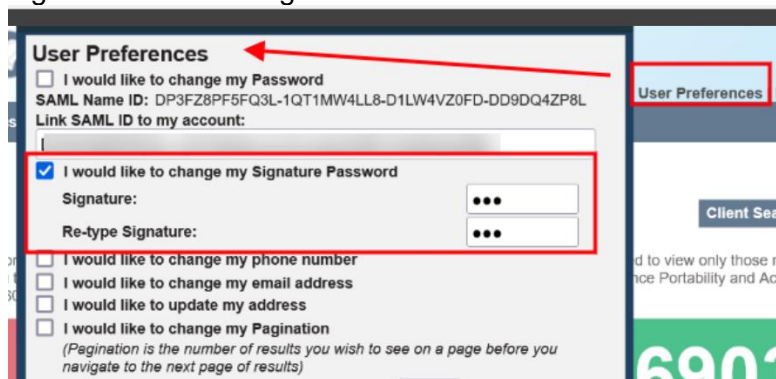 User Preferences
I would like to change my Password
SAML Name ID: DP3FZ8PF5FQ3L-1QT1MW4LL8-D1LW4VZ0FD-DD9DQ4ZP8L
Link SAML ID to my account:
User Preferences
I would like to change my Signature Password
Signature: •••
Re-type Signature: •••
Client Sea
I would like to change my phone number
d to view only those r
I would like to change my email address
nce Portability and Ac
I would like to update my address
I would like to change my Pagination
(Pagination is the number of results you wish to see on a page before you
navigate to the next page of results)
6903